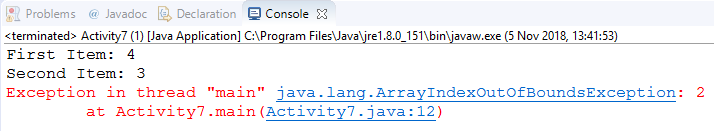 Problems @ Javadoc Declaration Console
<terminated> Activity7 (1) [Java Application] C:\Program Files\Java\jre1.8.0_151\bin\javaw.exe (5 Nov 2018, 13:41:53)
First Item: 4
Second Item: 3
Exception in thread "main" java.lang.ArrayIndexOutOfBoundsException: 2
at Activity7.main(Activity7.java:12)